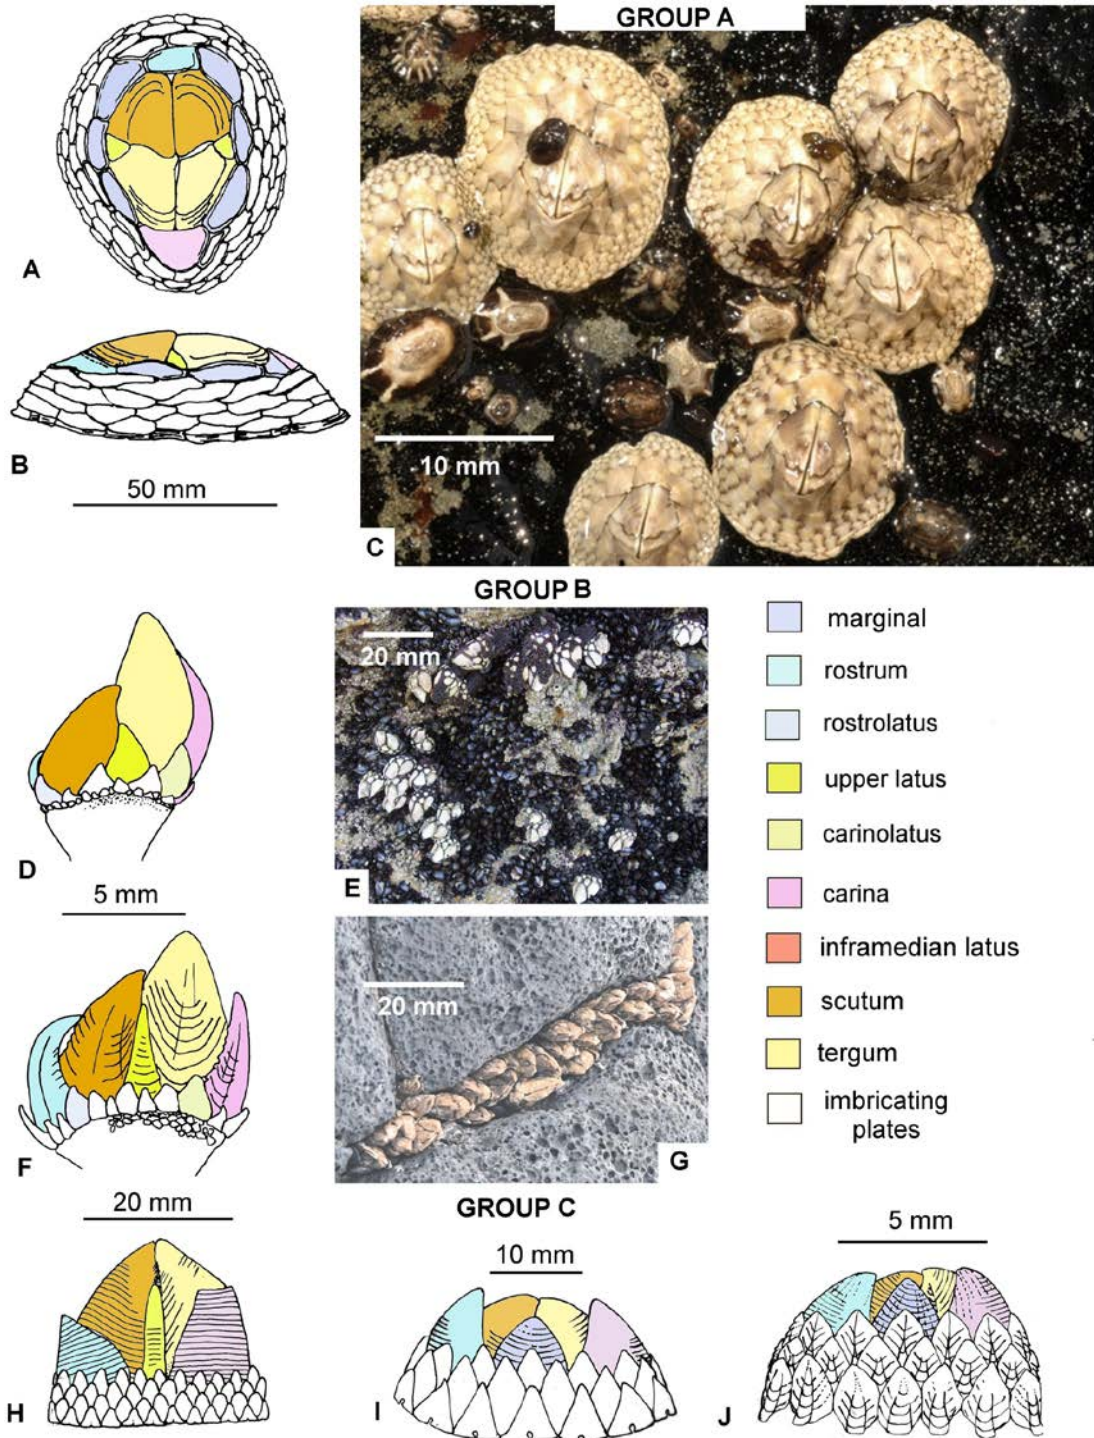 GROUP A
A
B
50 mm
10 mm
C
GROUP B
20 mm
E
D
5 mm
20 mm
G
F
marginal
rostrum
rostrolatus
upper latus
carinolatus
carina
inframedian latus
scutum
tergum
imbricating
plates
GROUP C
20 mm
10 mm
5 mm
H
I
J